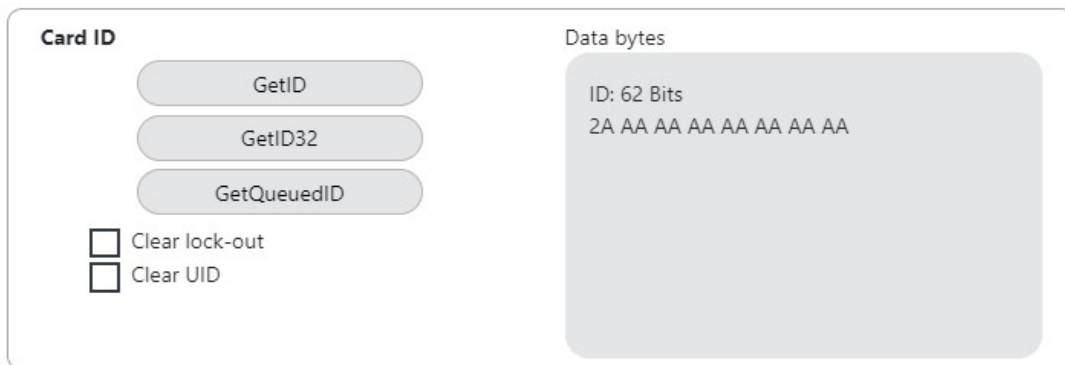 Card ID
GetID
GetID32
GetQueuedID
Clear lock-out
Clear UID
Data bytes
ID: 62 Bits
2A AA AA AA AA AA AA AA